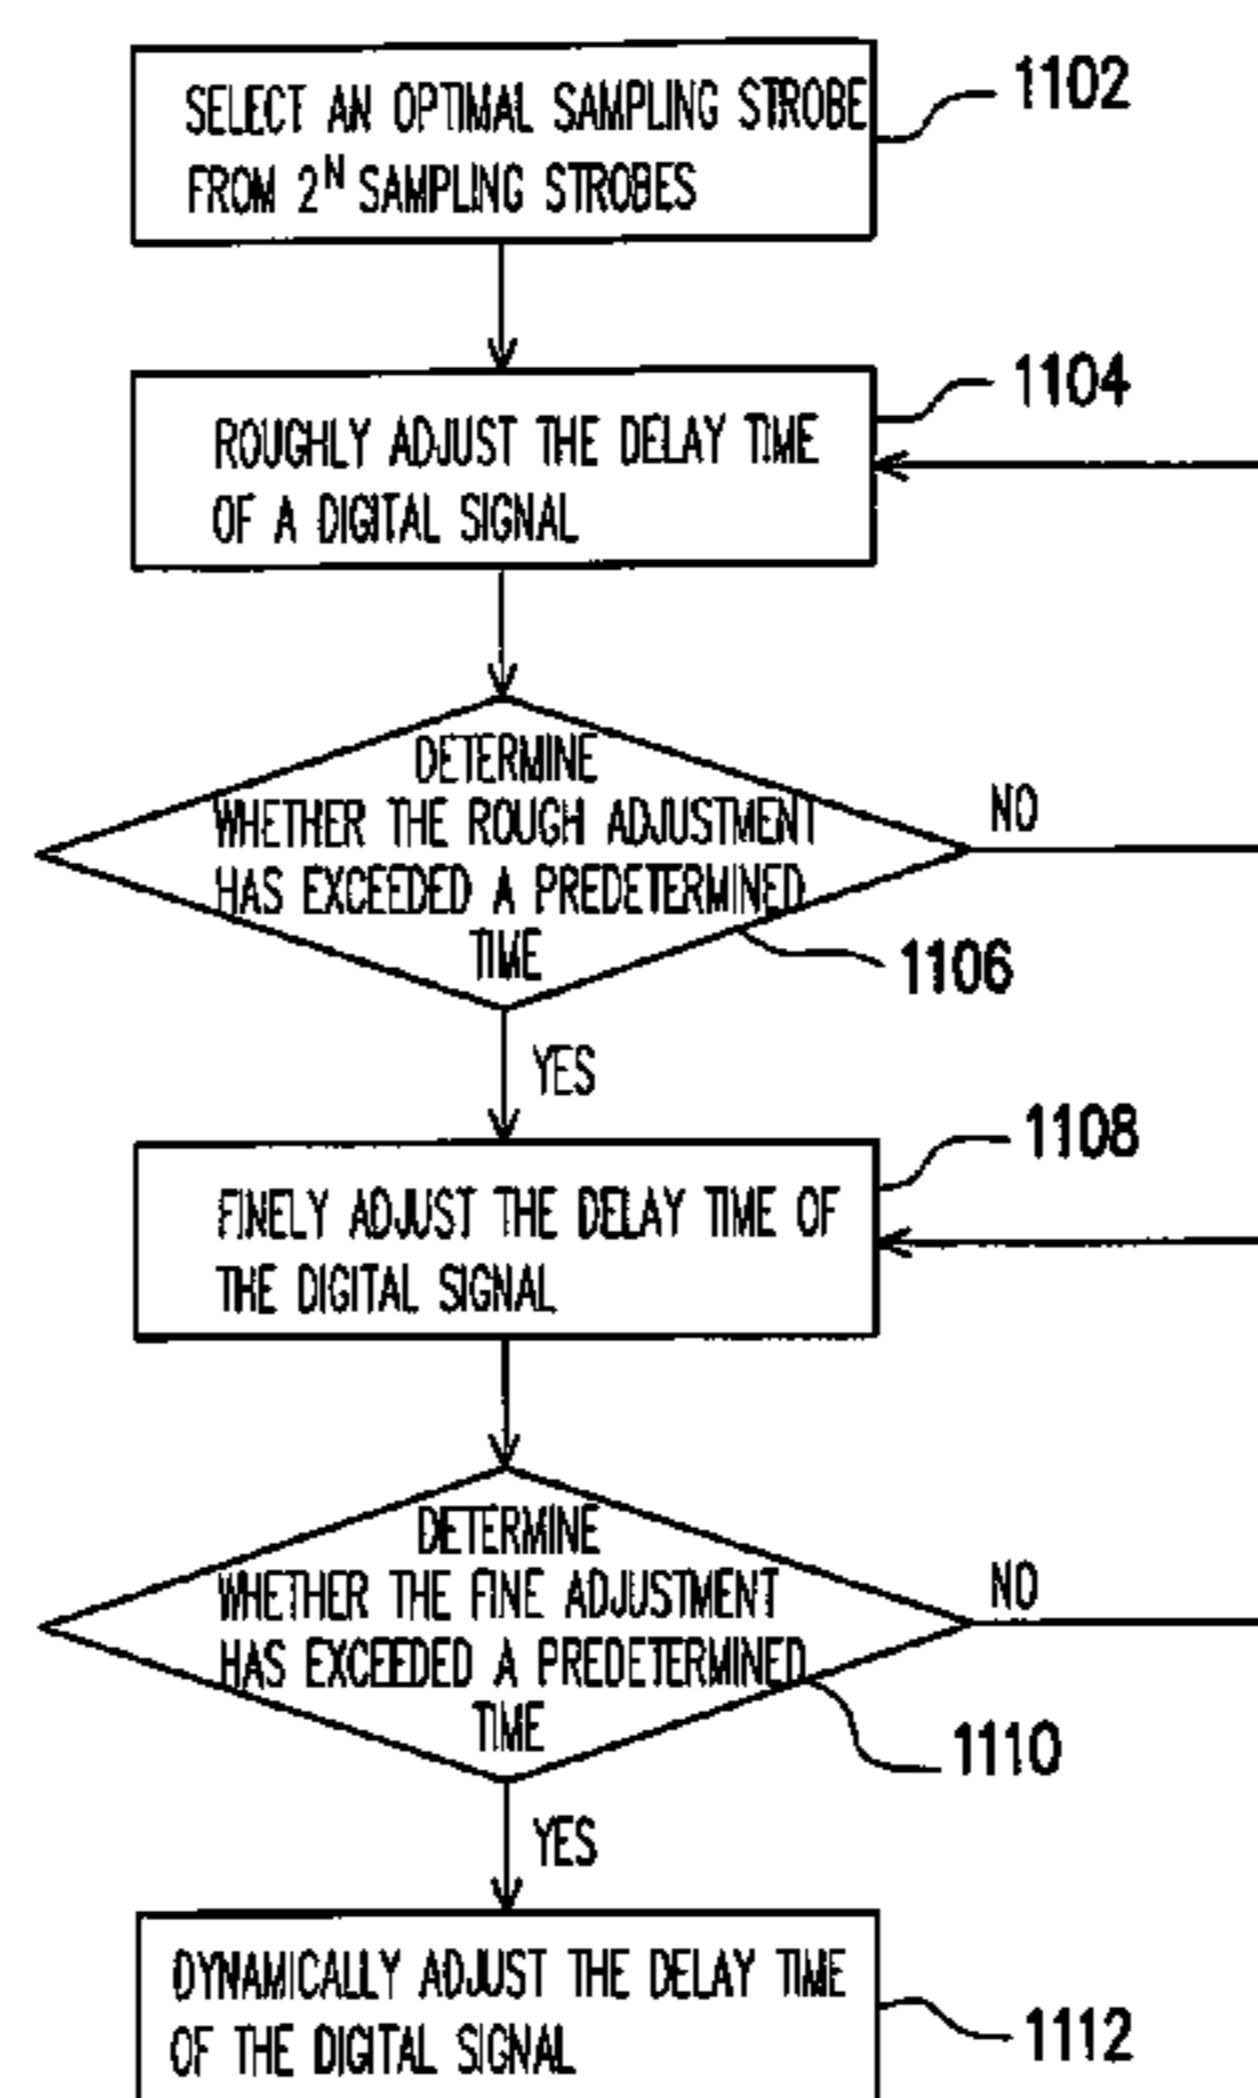 SELECT AN OPTIMAL SAMPLING STROBE
FROM 2^N SAMPLING STROBES
1102
ROUGHLY ADJUST THE DELAY TIME
OF A DIGITAL SIGNAL
1104
DETERMINE
WHETHER THE ROUGH ADJUSTMENT
HAS EXCEEDED A PREDETERMINED
TIME
NO
1106
YES
FINELY ADJUST THE DELAY TIME OF
THE DIGITAL SIGNAL
1108
DETERMINE
WHETHER THE FINE ADJUSTMENT
HAS EXCEEDED A PREDETERMINED
TIME
NO
1110
YES
DYNAMICALLY ADJUST THE DELAY TIME
OF THE DIGITAL SIGNAL
1112